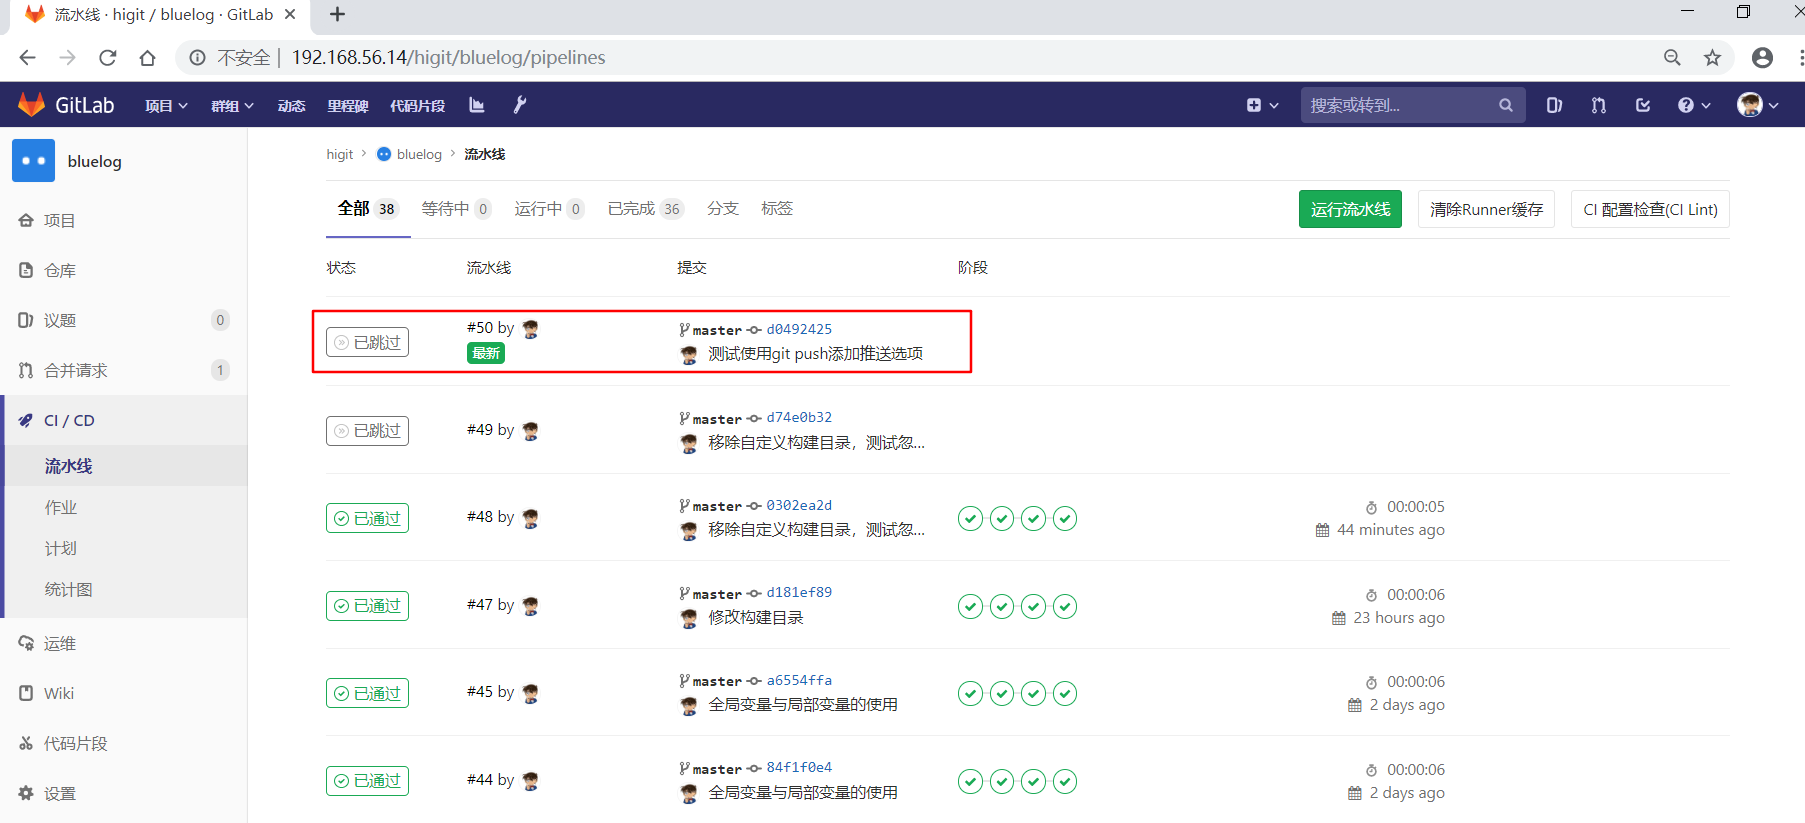 流水线 · higit / bluelog · GitLab
不安全 | 192.168.56.14/higit/bluelog/pipelines
GitLab 项目 群组 动态 里程碑 代码片段 搜索或转到...
bluelog
项目
仓库
议题 0
合并请求 1
CI / CD
流水线
作业
计划
统计图
运维
Wiki
代码片段
设置
higit › bluelog › 流水线
全部 38 等待中 0 运行中 0 已完成 36 分支 标签 运行流水线 清除Runner缓存 CI 配置检查(CI Lint)
状态 流水线 提交 阶段
已跳过 #50 by master d0492425
最新 测试使用git push添加推送选项
已跳过 #49 by master d74e0b32
移除自定义构建目录，测试忽...
已通过 #48 by master 0302ea2d 00:00:05
移除自定义构建目录，测试忽... 44 minutes ago
已通过 #47 by master d181ef89 00:00:06
修改构建目录 23 hours ago
已通过 #45 by master a6554ffa 00:00:06
全局变量与局部变量的使用 2 days ago
已通过 #44 by master 84f1f0e4 00:00:06
全局变量与局部变量的使用 2 days ago